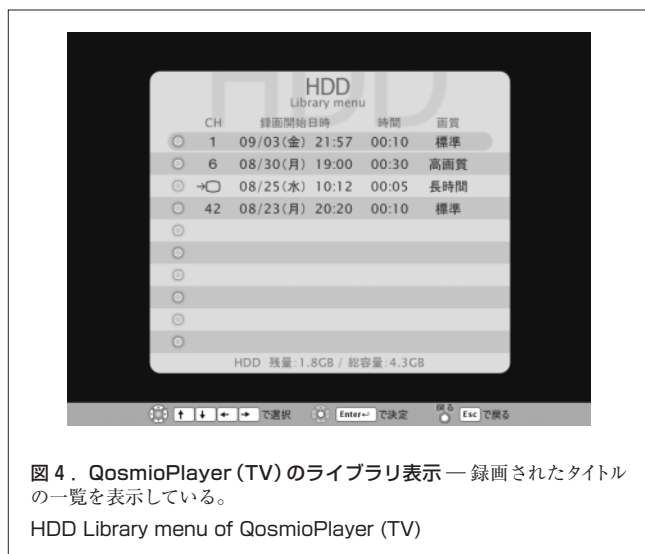 HDD
HDD
Library menu
CH 録画開始日時 時間 画質
1 09/03(金) 21:57 00:10 標準
6 08/30(月) 19:00 00:30 高画質
→ 08/25(水) 10:12 00:05 長時間
42 08/23(月) 20:20 00:10 標準
HDD 残量:1.8GB / 総容量:4.3GB
↑ ↓ ← → で選択 Enter↵ で決定 戻る Esc で戻る
図4.QosmioPlayer(TV)のライブラリ表示 — 録画されたタイトル
の一覧を表示している。
HDD Library menu of QosmioPlayer (TV)